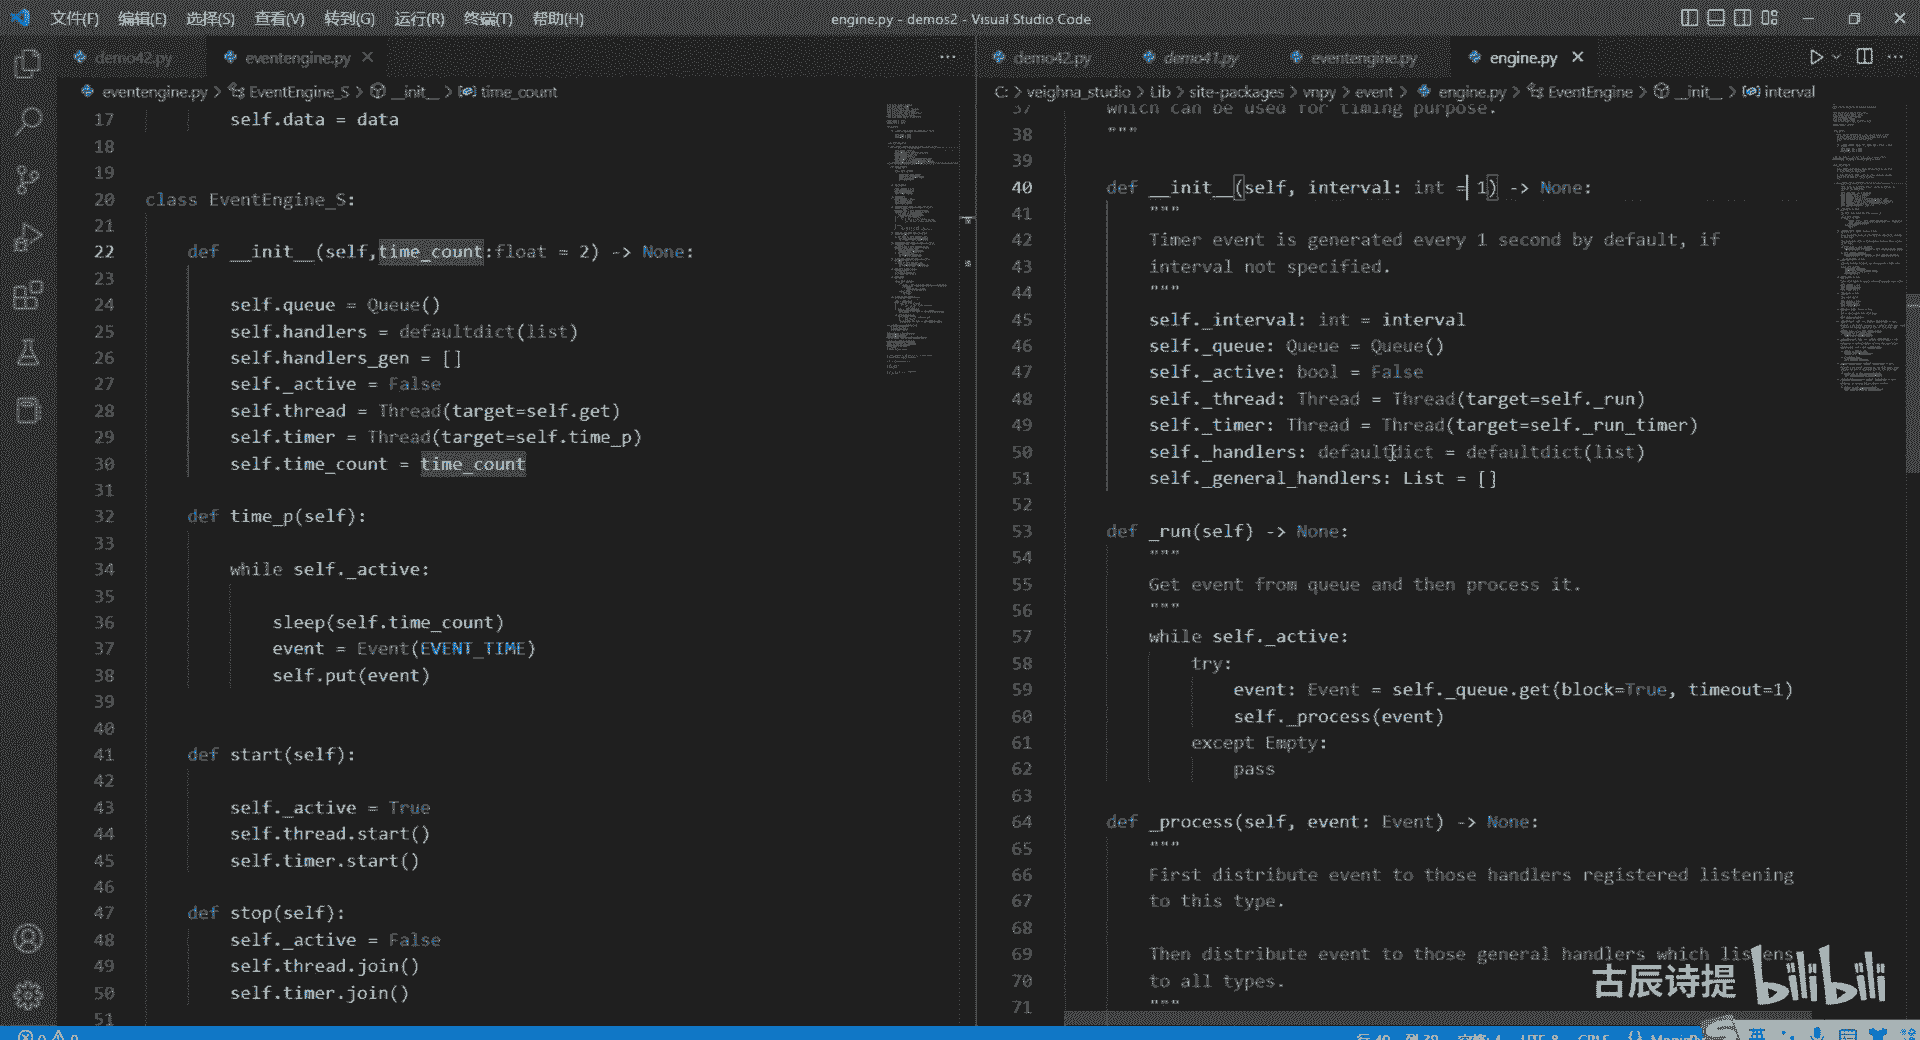 文件(F) 编辑(E) 选择(S) 查看(V) 转到(G) 运行(R) 终端(T) 帮助(H) engine.py - demos2 - Visual Studio Code
demo42.py eventengine.py
eventengine.py > EventEngine_S > __init__ > time_count
17 self.data = data
18
19
20 class EventEngine_S:
21
22 def __init__(self,time_count:float = 2) -> None:
23
24 self.queue = Queue()
25 self.handlers = defaultdict(list)
26 self.handlers_gen = []
27 self._active = False
28 self.thread = Thread(target=self.get)
29 self.timer = Thread(target=self.time_p)
30 self.time_count = time_count
31
32 def time_p(self):
33
34 while self._active:
35
36 sleep(self.time_count)
37 event = Event(EVENT_TIME)
38 self.put(event)
39
40
41 def start(self):
42
43 self._active = True
44 self.thread.start()
45 self.timer.start()
46
47 def stop(self):
48 self._active = False
49 self.thread.join()
50 self.timer.join()
51
demo42.py demo41.py eventengine.py engine.py
C: > veighna_studio > Lib > site-packages > vnpy > event > engine.py > EventEngine > __init__ > interval
37 which can be used for timing purpose.
38 """
39
40 def __init__(self, interval: int = 1) -> None:
41 """
42 Timer event is generated every 1 second by default, if
43 interval not specified.
44 """
45 self._interval: int = interval
46 self._queue: Queue = Queue()
47 self._active: bool = False
48 self._thread: Thread = Thread(target=self._run)
49 self._timer: Thread = Thread(target=self._run_timer)
50 self._handlers: defaultdict = defaultdict(list)
51 self._general_handlers: List = []
52
53 def _run(self) -> None:
54 """
55 Get event from queue and then process it.
56 """
57 while self._active:
58 try:
59 event: Event = self._queue.get(block=True, timeout=1)
60 self._process(event)
61 except Empty:
62 pass
63
64 def _process(self, event: Event) -> None:
65 """
66 First distribute event to those handlers registered listening
67 to this type.
68
69 Then distribute event to those general handlers which listens
70 to all types.
71 """
古辰诗提 bilibili